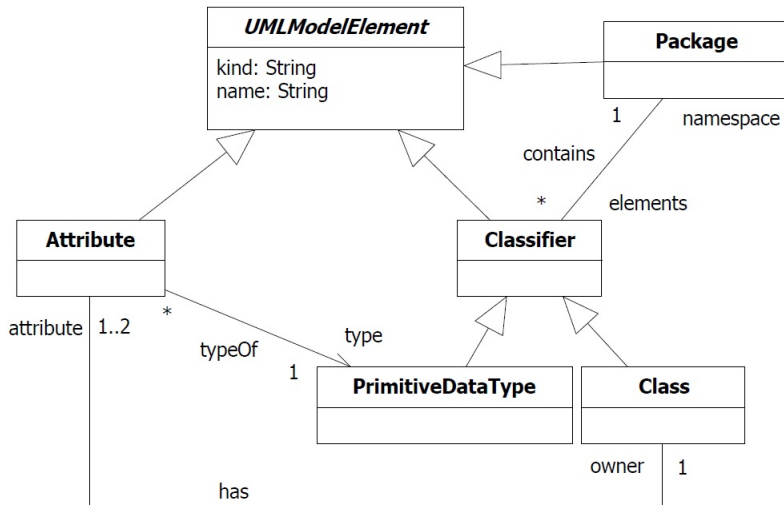 UMLModelElement
kind: String
name: String
Package
1
namespace
contains
*
elements
Attribute
Classifier
attribute
1..2
*
typeOf
type
1
PrimitiveDataType
Class
owner
1
has